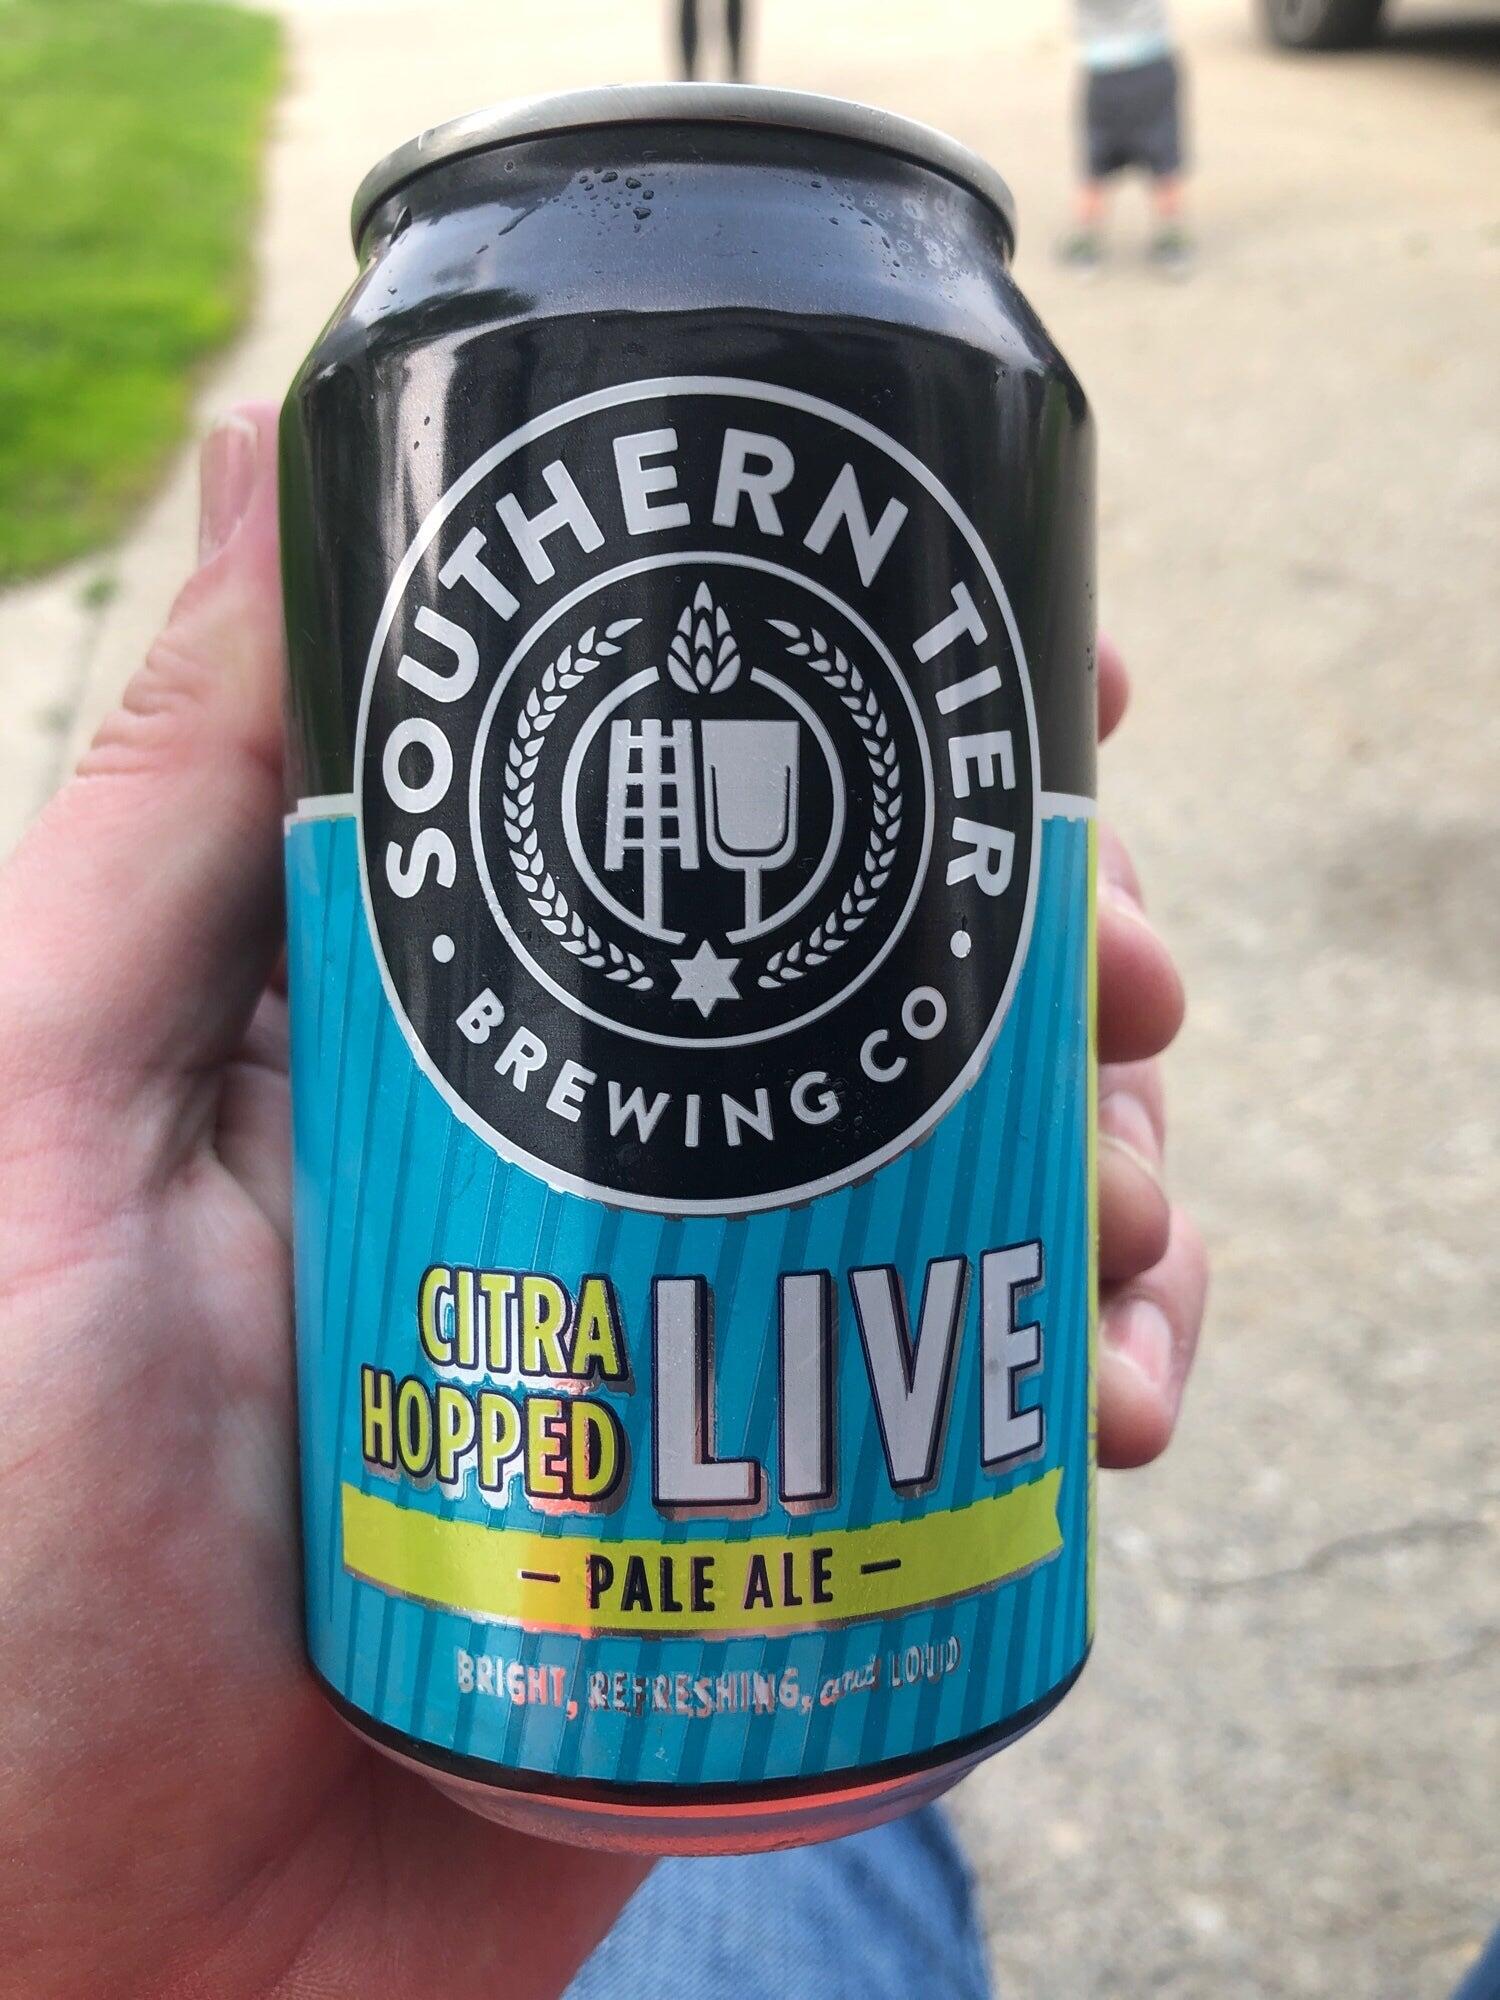 SOUTHERN TIER
BREWING CO
CITRA
HOPPED
LIVE
– PALE ALE –
BRIGHT, REFRESHING, and LOUD